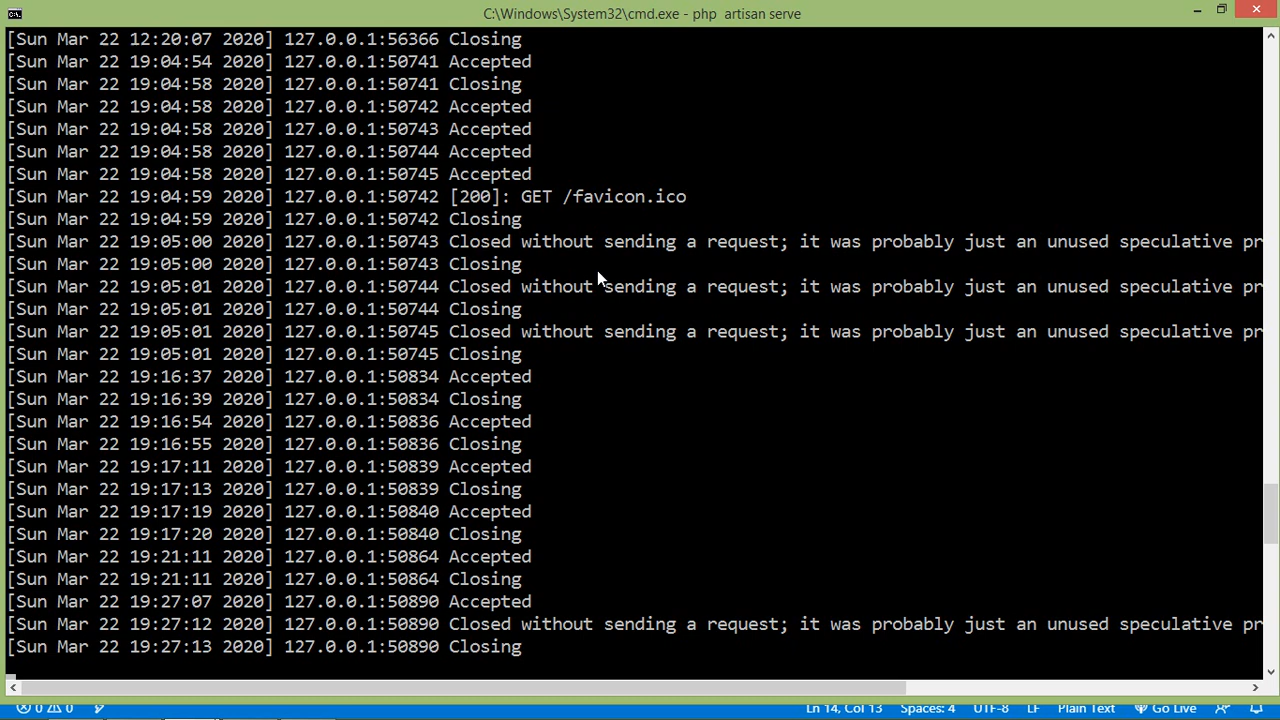 C:\Windows\System32\cmd.exe - php artisan serve
[Sun Mar 22 12:20:07 2020] 127.0.0.1:56366 Closing
[Sun Mar 22 19:04:54 2020] 127.0.0.1:50741 Accepted
[Sun Mar 22 19:04:58 2020] 127.0.0.1:50741 Closing
[Sun Mar 22 19:04:58 2020] 127.0.0.1:50742 Accepted
[Sun Mar 22 19:04:58 2020] 127.0.0.1:50743 Accepted
[Sun Mar 22 19:04:58 2020] 127.0.0.1:50744 Accepted
[Sun Mar 22 19:04:58 2020] 127.0.0.1:50745 Accepted
[Sun Mar 22 19:04:59 2020] 127.0.0.1:50742 [200]: GET /favicon.ico
[Sun Mar 22 19:04:59 2020] 127.0.0.1:50742 Closing
[Sun Mar 22 19:05:00 2020] 127.0.0.1:50743 Closed without sending a request; it was probably just an unused speculative pr
[Sun Mar 22 19:05:00 2020] 127.0.0.1:50743 Closing
[Sun Mar 22 19:05:01 2020] 127.0.0.1:50744 Closed without sending a request; it was probably just an unused speculative pr
[Sun Mar 22 19:05:01 2020] 127.0.0.1:50744 Closing
[Sun Mar 22 19:05:01 2020] 127.0.0.1:50745 Closed without sending a request; it was probably just an unused speculative pr
[Sun Mar 22 19:05:01 2020] 127.0.0.1:50745 Closing
[Sun Mar 22 19:16:37 2020] 127.0.0.1:50834 Accepted
[Sun Mar 22 19:16:39 2020] 127.0.0.1:50834 Closing
[Sun Mar 22 19:16:54 2020] 127.0.0.1:50836 Accepted
[Sun Mar 22 19:16:55 2020] 127.0.0.1:50836 Closing
[Sun Mar 22 19:17:11 2020] 127.0.0.1:50839 Accepted
[Sun Mar 22 19:17:13 2020] 127.0.0.1:50839 Closing
[Sun Mar 22 19:17:19 2020] 127.0.0.1:50840 Accepted
[Sun Mar 22 19:17:20 2020] 127.0.0.1:50840 Closing
[Sun Mar 22 19:21:11 2020] 127.0.0.1:50864 Accepted
[Sun Mar 22 19:21:11 2020] 127.0.0.1:50864 Closing
[Sun Mar 22 19:27:07 2020] 127.0.0.1:50890 Accepted
[Sun Mar 22 19:27:12 2020] 127.0.0.1:50890 Closed without sending a request; it was probably just an unused speculative pr
[Sun Mar 22 19:27:13 2020] 127.0.0.1:50890 Closing
0 0 Ln 14, Col 13 Spaces: 4 UTF-8 LF Plain Text Go Live